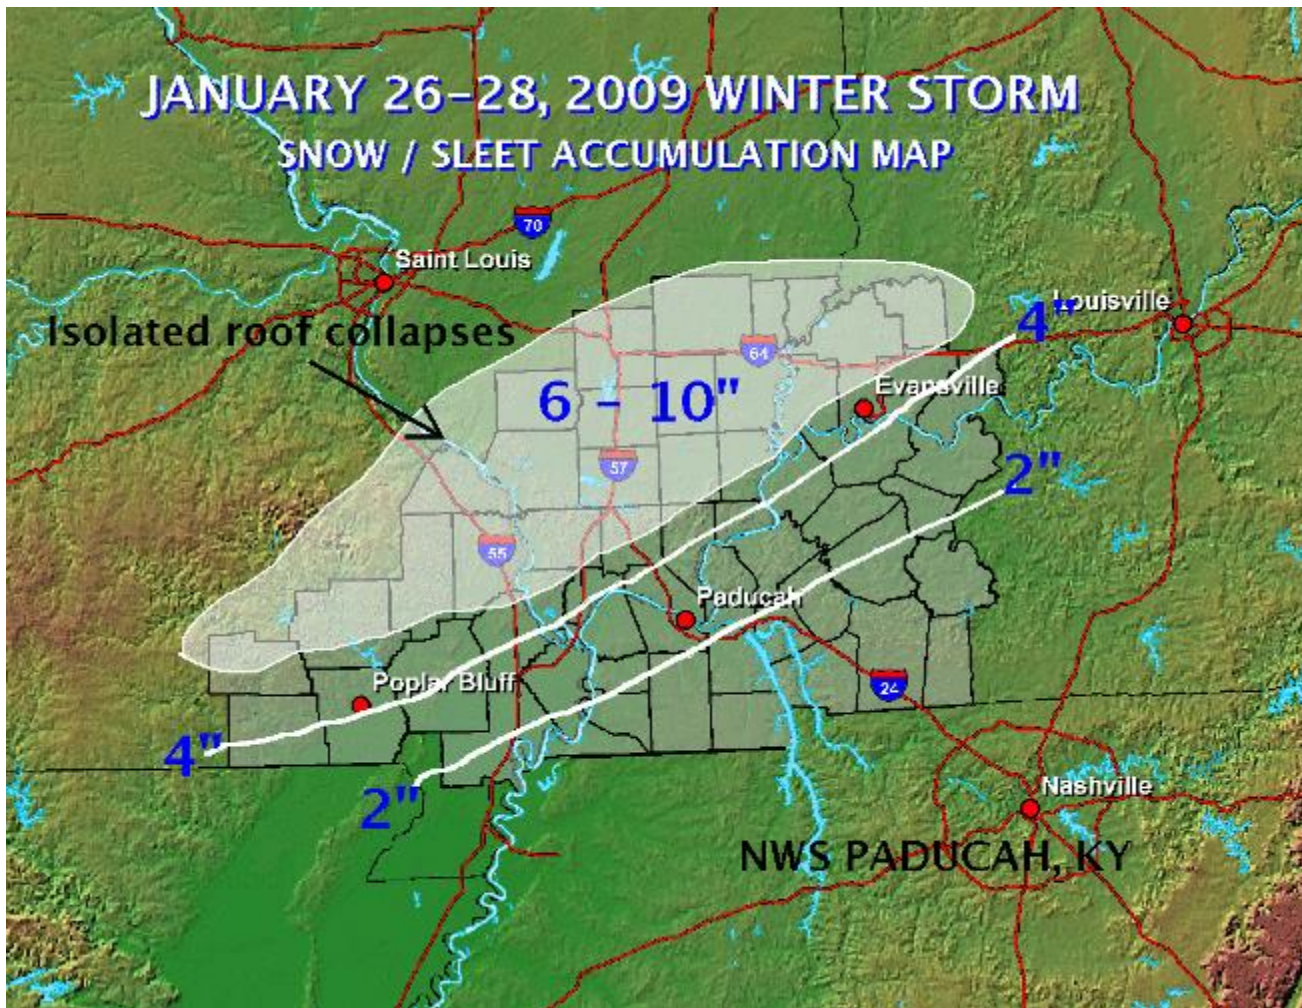 JANUARY 26-28, 2009 WINTER STORM
SNOW / SLEET ACCUMULATION MAP
70
Saint Louis
Louisville
4"
Isolated roof collapses
64
Evansville
6 - 10"
57
2"
55
Paducah
Poplar Bluff
24
4"
2"
Nashville
NWS PADUCAH, KY